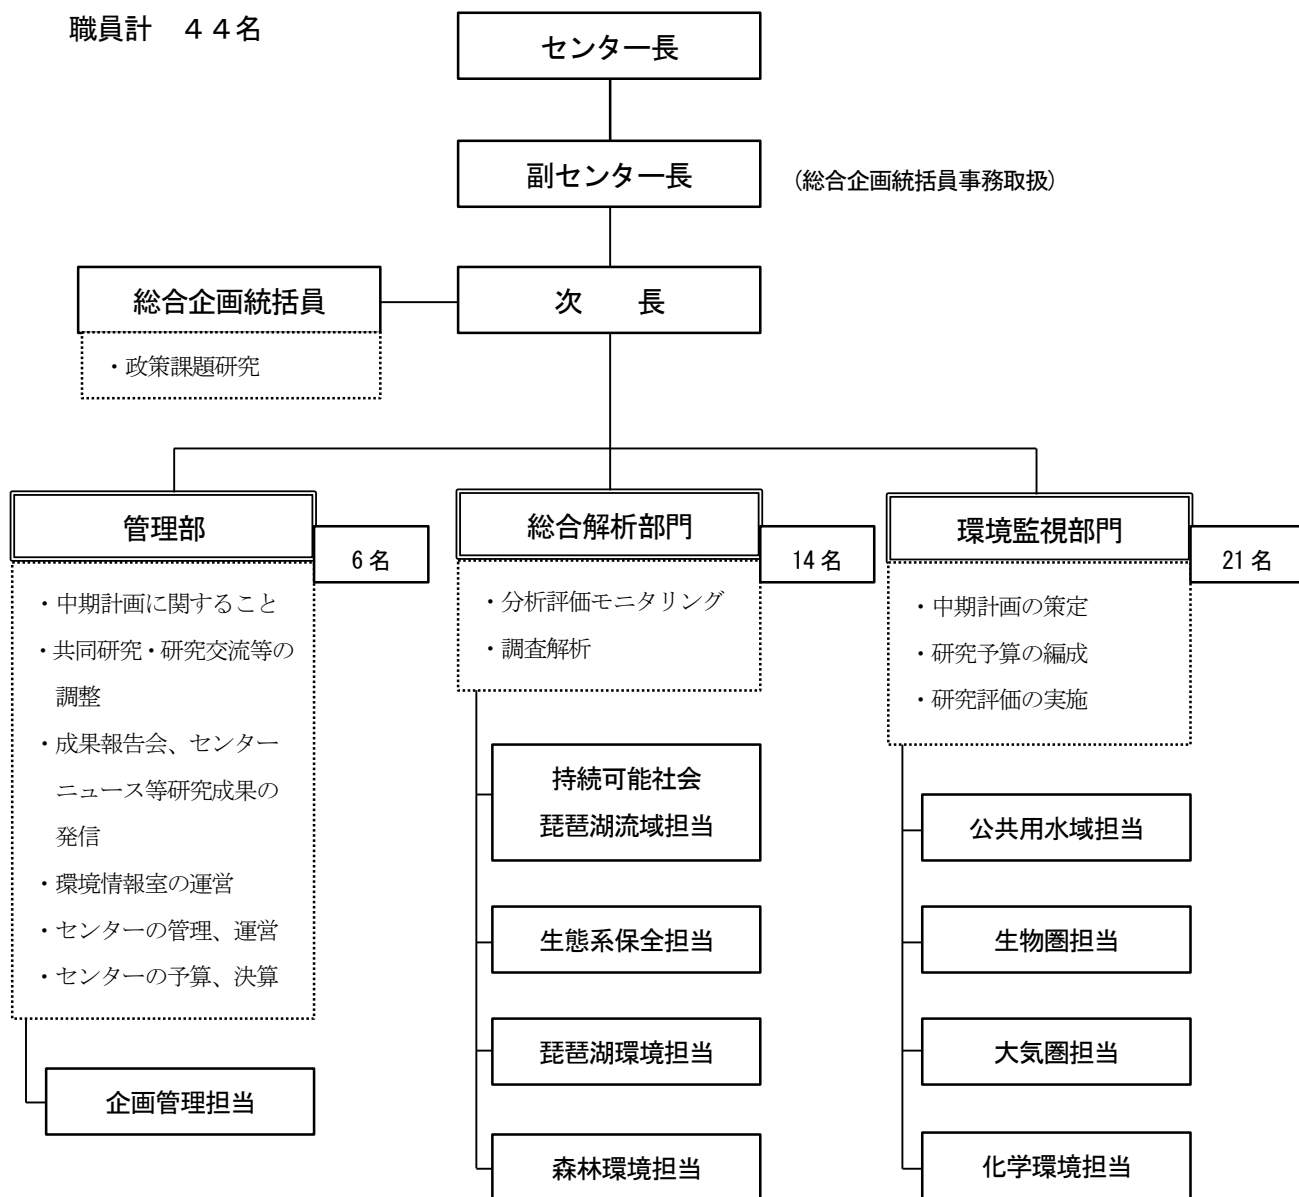 職員計　４４名
センター長
副センター長
(総合企画統括員事務取扱)
総合企画統括員
・政策課題研究
次　　長
管理部
6 名
・中期計画に関すること
・共同研究・研究交流等の
調整
・成果報告会、センター
ニュース等研究成果の
発信
・環境情報室の運営
・センターの管理、運営
・センターの予算、決算
企画管理担当
総合解析部門
14 名
・分析評価モニタリング
・調査解析
持続可能社会
琵琶湖流域担当
生態系保全担当
琵琶湖環境担当
森林環境担当
環境監視部門
21 名
・中期計画の策定
・研究予算の編成
・研究評価の実施
公共用水域担当
生物圏担当
大気圏担当
化学環境担当